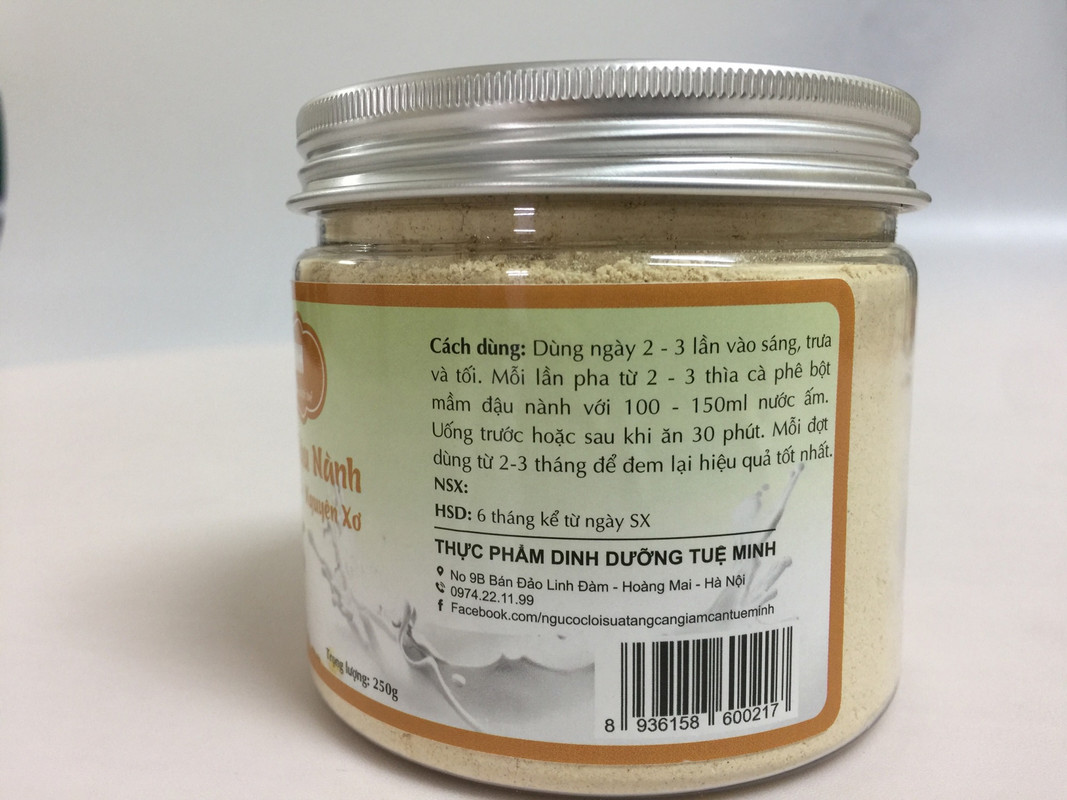 Cách dùng: Dùng ngày 2 - 3 lần vào sáng, trưa
và tối. Mỗi lần pha từ 2 - 3 thìa cà phê bột
mầm đậu nành với 100 - 150ml nước ấm.
Uống trước hoặc sau khi ăn 30 phút. Mỗi đợt
dùng từ 2-3 tháng để đem lại hiệu quả tốt nhất.
NSX:
HSD: 6 tháng kể từ ngày SX
THỰC PHẨM DINH DƯỠNG TUỆ MINH
No 9B Bán Đảo Linh Đàm - Hoàng Mai - Hà Nội
0974.22.11.99
Facebook.com/ngucocloisuatangcangiamcantueminh
8 936158 600217
Nành
Nguyên Xơ
Trọng lượng: 250g